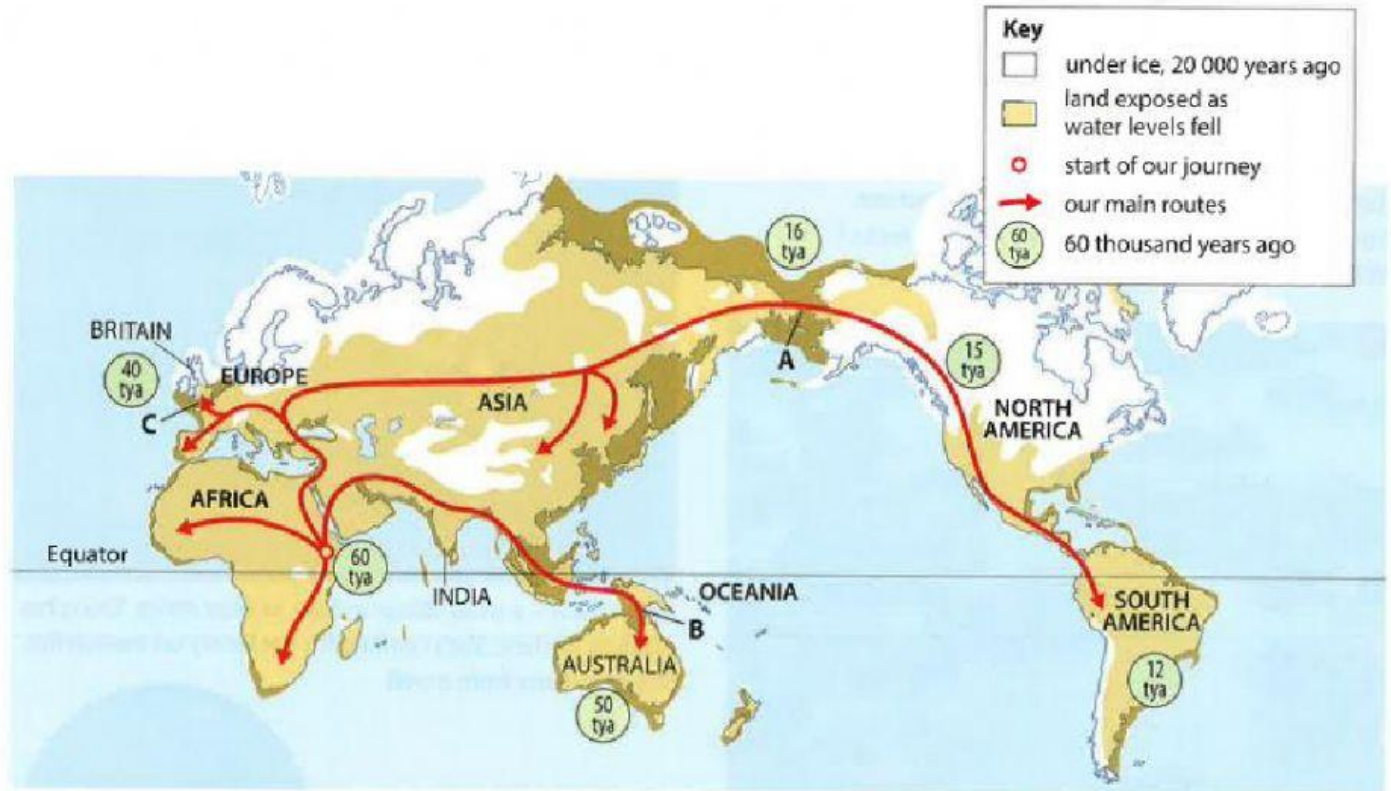 Key
under ice, 20 000 years ago
land exposed as
water levels fell
start of our journey
our main routes
60
tya
60 thousand years ago
16
tya
BRITAIN
40
tya
EUROPE
C
ASIA
A
15
tya
NORTH
AMERICA
AFRICA
Equator
60
tya
INDIA
OCEANIA
B
AUSTRALIA
50
tya
SOUTH
AMERICA
12
tya